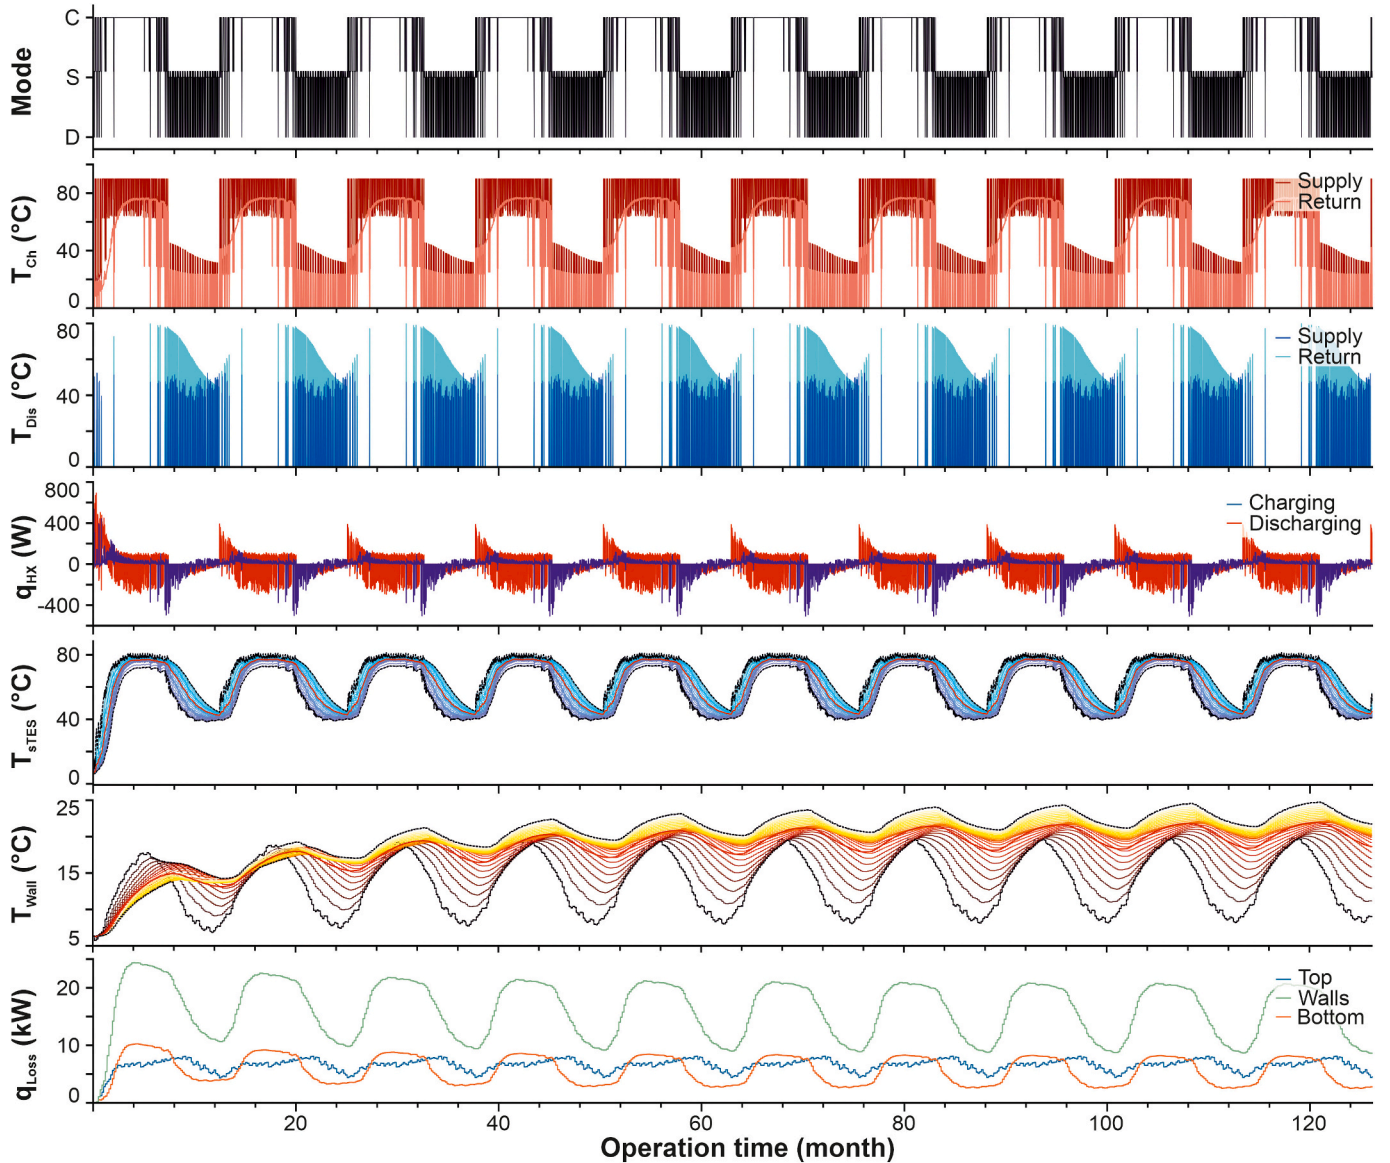 Mode
C
S
D
T_Ch (°C)
80
40
0
Supply
Return
T_Dis (°C)
80
40
0
Supply
Return
q_HX (W)
800
400
0
-400
Charging
Discharging
T_sTES (°C)
80
40
0
T_Wall (°C)
25
15
5
q_Loss (kW)
20
10
0
Top
Walls
Bottom
20
40
60
80
100
120
Operation time (month)